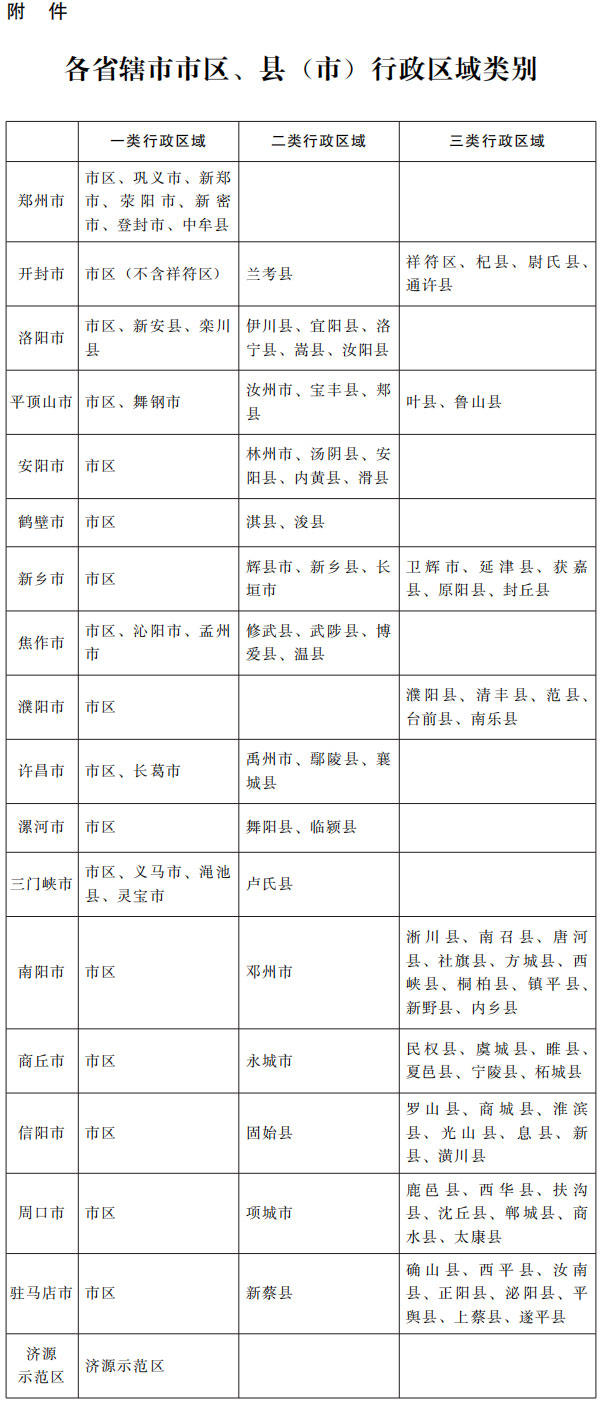 附 件
各省辖市市区、县（市）行政区域类别
一类行政区域 二类行政区域 三类行政区域
郑州市
市区、巩义市、新郑
市、荥阳市、新密
市、登封市、中牟县
开封市
市区（不含祥符区）
兰考县
祥符区、杞县、尉氏县、
通许县
洛阳市
市区、新安县、栾川
县
伊川县、宜阳县、洛
宁县、嵩县、汝阳县
平顶山市
市区、舞钢市
汝州市、宝丰县、郏
县
叶县、鲁山县
安阳市
市区
林州市、汤阴县、安
阳县、内黄县、滑县
鹤壁市
市区
淇县、浚县
新乡市
市区
辉县市、新乡县、长
垣市
卫辉市、延津县、获嘉
县、原阳县、封丘县
焦作市
市区、沁阳市、孟州
市
修武县、武陟县、博
爱县、温县
濮阳市
市区
濮阳县、清丰县、范县、
台前县、南乐县
许昌市
市区、长葛市
禹州市、鄢陵县、襄
城县
漯河市
市区
舞阳县、临颍县
三门峡市
市区、义马市、渑池
县、灵宝市
卢氏县
南阳市
市区
邓州市
淅川县、南召县、唐河
县、社旗县、方城县、西
峡县、桐柏县、镇平县、
新野县、内乡县
商丘市
市区
永城市
民权县、虞城县、睢县、
夏邑县、宁陵县、柘城县
信阳市
市区
固始县
罗山县、商城县、淮滨
县、光山县、息县、新
县、潢川县
周口市
市区
项城市
鹿邑县、西华县、扶沟
县、沈丘县、郸城县、商
水县、太康县
驻马店市
市区
新蔡县
确山县、西平县、汝南
县、正阳县、泌阳县、平
舆县、上蔡县、遂平县
济源
示范区
济源示范区